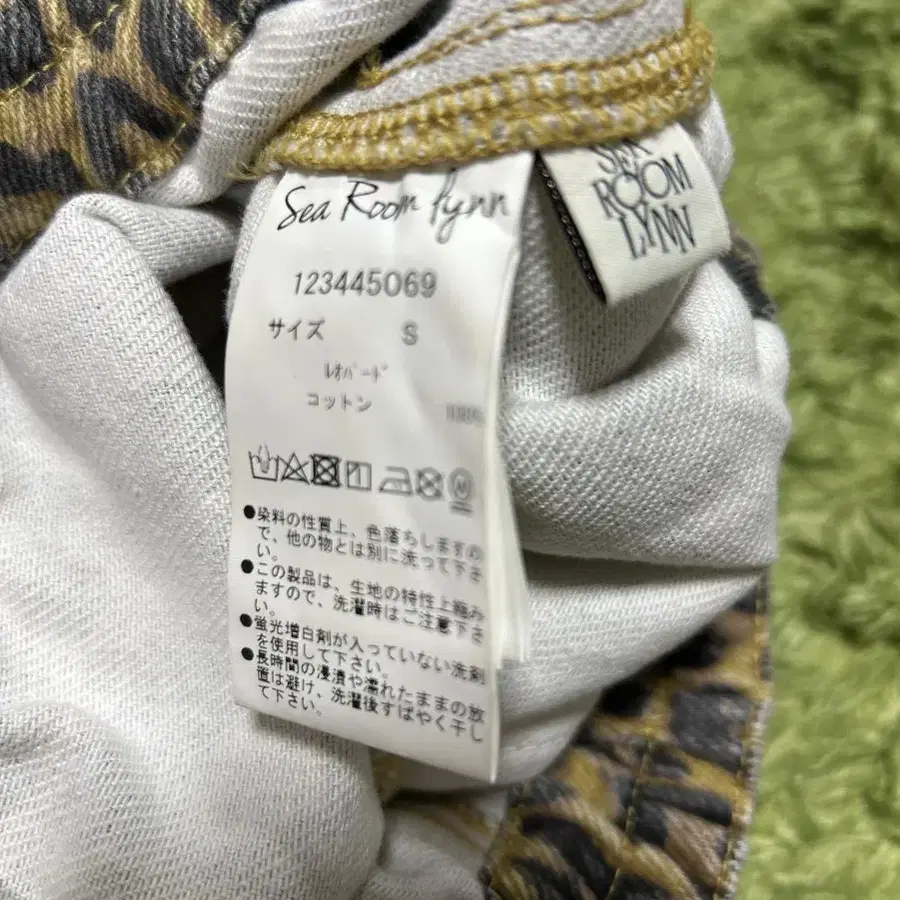 Sea Room lynn
SEA
ROOM
LYNN
123445069
サイズ S
ﾚｵﾊﾟｰﾄﾞ
コットン 100%
●染料の性質上、色落ちしますの
で、他の物とは別に洗って下さ
い。
●この製品は、生地の特性上縮み
ますので、洗濯時はご注意下さ
い。
●蛍光増白剤が入っていない洗剤
を使用して下さい。
●長時間の浸漬や濡れたままの放
置は避け、洗濯後すばやく干し
て下さい。